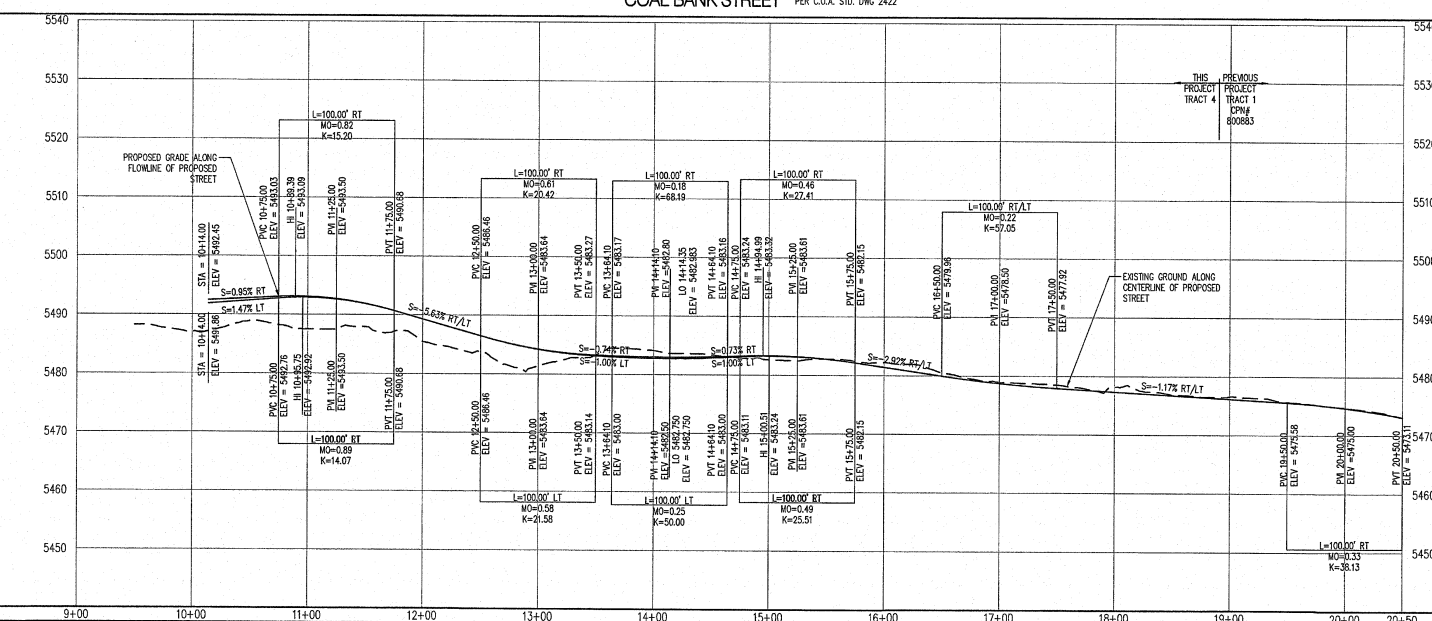 COAL BANK STREET PER C.O.A. STD. DWG 2422
5540
5530
5520
5510
5500
5490
5480
5470
5460
5450
L=100.00' RT
MO=0.82
K=15.20
PROPOSED GRADE ALONG
FLOWLINE OF PROPOSED
STREET
STA = 10+14.00
ELEV = 5492.45
PVC 10+75.00
ELEV = 5493.03
HI 10+89.39
ELEV = 5493.09
PVI 11+25.00
ELEV =5493.50
PVT 11+75.00
ELEV = 5490.68
S=0.95% RT
S=1.47% LT
STA = 10+14.00
ELEV = 5491.86
PVC 10+75.00
ELEV = 5492.76
HI 10+95.75
ELEV = 5492.92
PVI 11+25.00
ELEV =5493.50
PVT 11+75.00
ELEV = 5490.68
L=100.00' RT
MO=0.89
K=14.07
S=-5.63% RT/LT
L=100.00' RT
MO=0.61
K=20.42
PVC 12+50.00
ELEV = 5486.46
PVI 13+00.00
ELEV =5483.64
PVT 13+50.00
ELEV = 5483.27
L=100.00' RT
MO=0.18
K=68.19
PVC 13+64.10
ELEV = 5483.17
PVI 14+14.10
ELEV =5482.80
LO 14+14.35
ELEV = 5482.983
PVT 14+64.10
ELEV = 5483.16
L=100.00' RT
MO=0.46
K=27.41
PVC 14+75.00
ELEV = 5483.24
HI 14+94.99
ELEV = 5483.32
PVI 15+25.00
ELEV =5483.61
PVT 15+75.00
ELEV = 5482.15
S=-0.74% RT
S=-1.00% LT
S=0.73% RT
S=1.00% LT
PVC 12+50.00
ELEV = 5486.46
PVI 13+00.00
ELEV =5483.64
PVT 13+50.00
ELEV = 5483.14
L=100.00' LT
MO=0.58
K=21.58
PVC 13+64.10
ELEV = 5483.00
PVI 14+14.10
ELEV =5482.50
LO 5482.750
ELEV = 5482.750
PVT 14+64.10
ELEV = 5483.00
L=100.00' LT
MO=0.25
K=50.00
PVC 14+75.00
ELEV = 5483.11
HI 15+00.51
ELEV = 5483.24
PVI 15+25.00
ELEV =5483.61
PVT 15+75.00
ELEV = 5482.15
L=100.00' RT
MO=0.49
K=25.51
S=-2.92% RT/LT
L=100.00' RT/LT
MO=0.22
K=57.05
PVC 16+50.00
ELEV = 5479.96
PVI 17+00.00
ELEV =5478.50
PVT 17+50.00
ELEV = 5477.92
EXISTING GROUND ALONG
CENTERLINE OF PROPOSED
STREET
S=-1.17% RT/LT
THIS
PROJECT
TRACT 4
PREVIOUS
PROJECT
TRACT 1
CPN#
800883
PVC 19+50.00
ELEV = 5475.58
PVI 20+00.00
ELEV =5475.00
PVT 20+50.00
ELEV = 5473.11
L=100.00' RT
MO=0.33
K=38.13
5540
5530
5520
5510
5500
5490
5480
5470
5460
5450
9+00
10+00
11+00
12+00
13+00
14+00
15+00
16+00
17+00
18+00
19+00
20+00
20+50